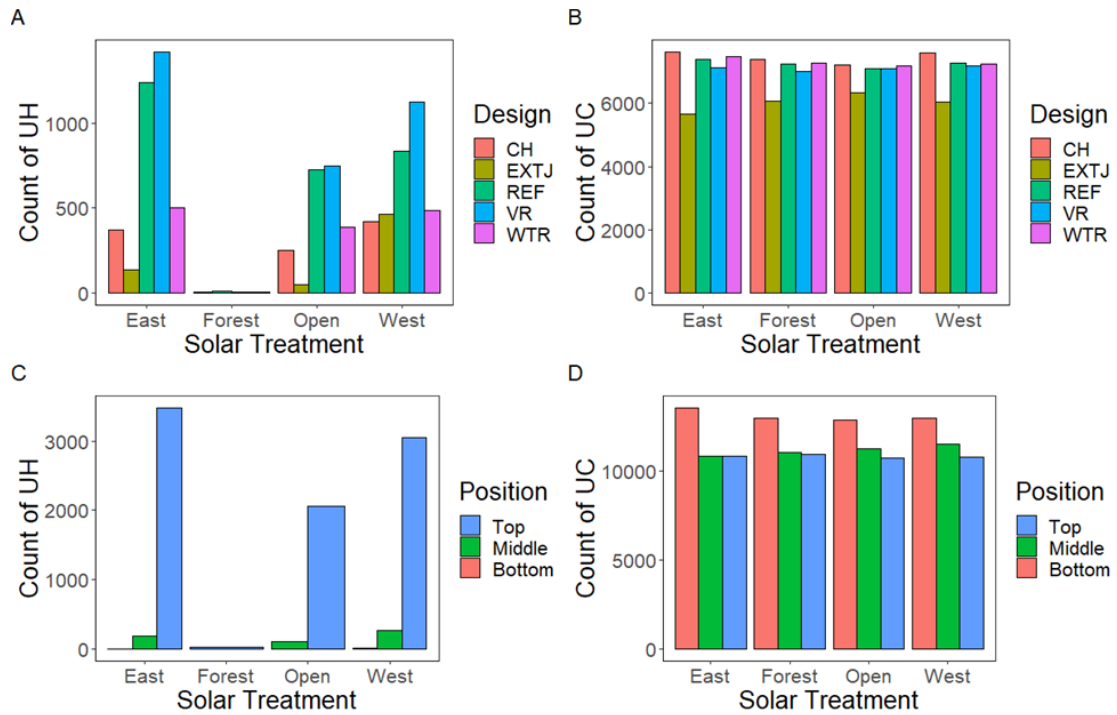 A
Count of UH
1000
500
0
East Forest Open West
Solar Treatment
Design
CH
EXTJ
REF
VR
WTR
B
Count of UC
6000
4000
2000
0
East Forest Open West
Solar Treatment
Design
CH
EXTJ
REF
VR
WTR
C
Count of UH
3000
2000
1000
0
East Forest Open West
Solar Treatment
Position
Top
Middle
Bottom
D
Count of UC
10000
5000
0
East Forest Open West
Solar Treatment
Position
Top
Middle
Bottom